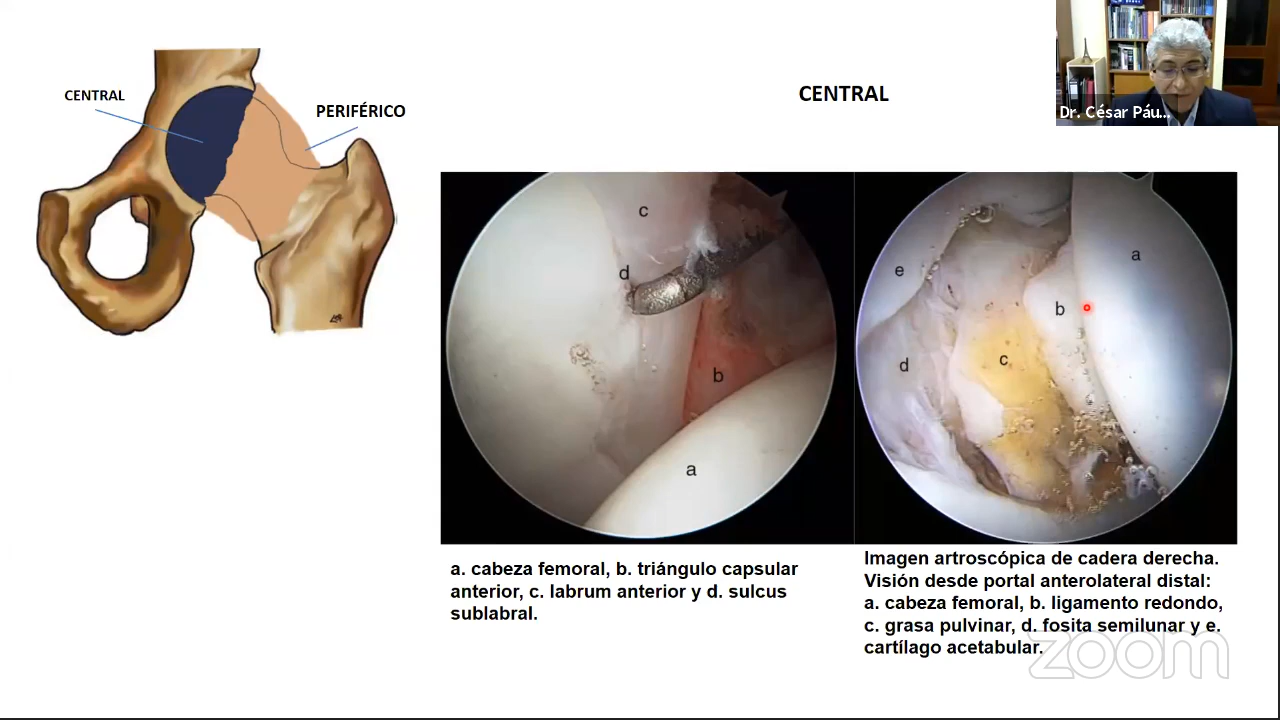 CENTRAL
PERIFÉRICO
CENTRAL
Dr. César Páu...
c
d
b
a
a
e
b
c
d
a. cabeza femoral, b. triángulo capsular
anterior, c. labrum anterior y d. sulcus
sublabral.
Imagen artroscópica de cadera derecha.
Visión desde portal anterolateral distal:
a. cabeza femoral, b. ligamento redondo,
c. grasa pulvinar, d. fosita semilunar y e.
cartílago acetabular.
zoom